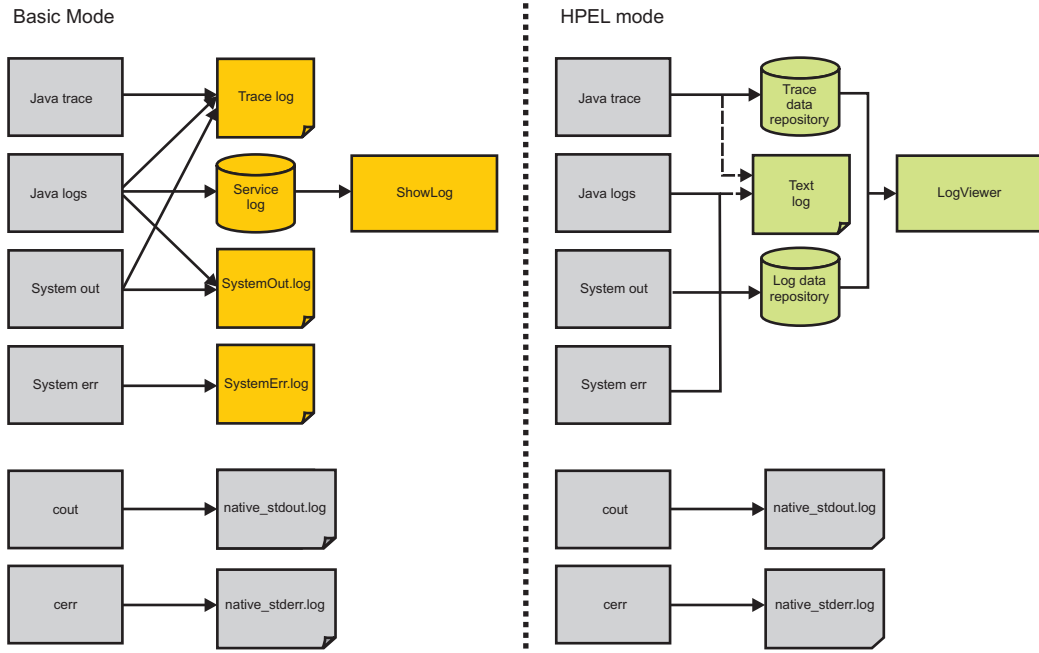 Basic Mode
Java trace
Trace log
Java logs
Service
log
ShowLog
System out
SystemOut.log
System err
SystemErr.log
cout
native_stdout.log
cerr
native_stderr.log
HPEL mode
Java trace
Trace
data
repository
Java logs
Text
log
LogViewer
System out
Log data
repository
System err
cout
native_stdout.log
cerr
native_stderr.log